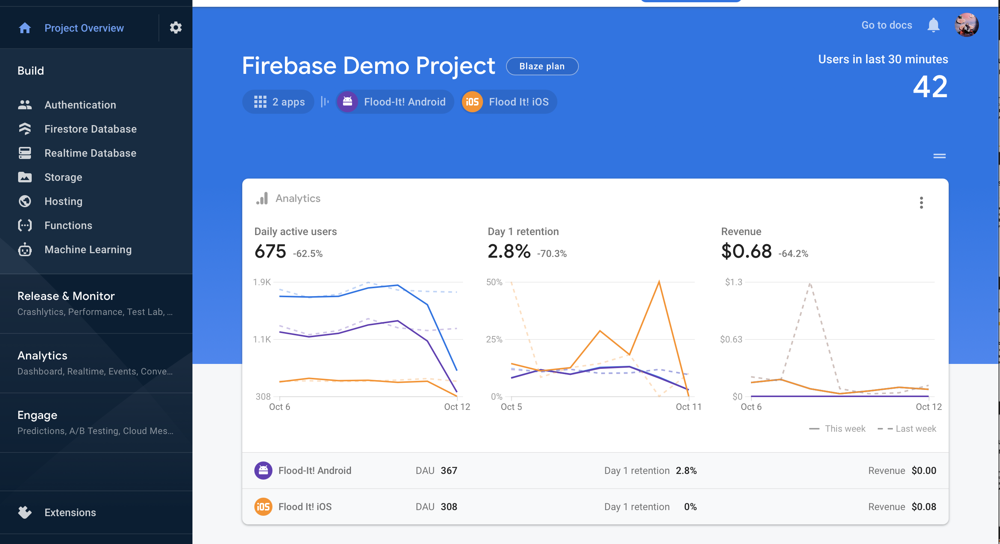 Project Overview
Build
Authentication
Firestore Database
Realtime Database
Storage
Hosting
Functions
Machine Learning
Release & Monitor
Crashlytics, Performance, Test Lab, ...
Analytics
Dashboard, Realtime, Events, Conve...
Engage
Predictions, A/B Testing, Cloud Mes...
Extensions
Go to docs
Firebase Demo Project Blaze plan
2 apps Flood-It! Android iOS Flood It! iOS
Users in last 30 minutes
42
Analytics
Daily active users
675 -62.5%
1.9K
1.1K
308
Oct 6 Oct 12
Day 1 retention
2.8% -70.3%
50%
25%
0%
Oct 5 Oct 11
Revenue
$0.68 -64.2%
$1.3
$0.63
$0
Oct 6 Oct 12
This week Last week
Flood-It! Android DAU 367 Day 1 retention 2.8% Revenue $0.00
iOS Flood It! iOS DAU 308 Day 1 retention 0% Revenue $0.08